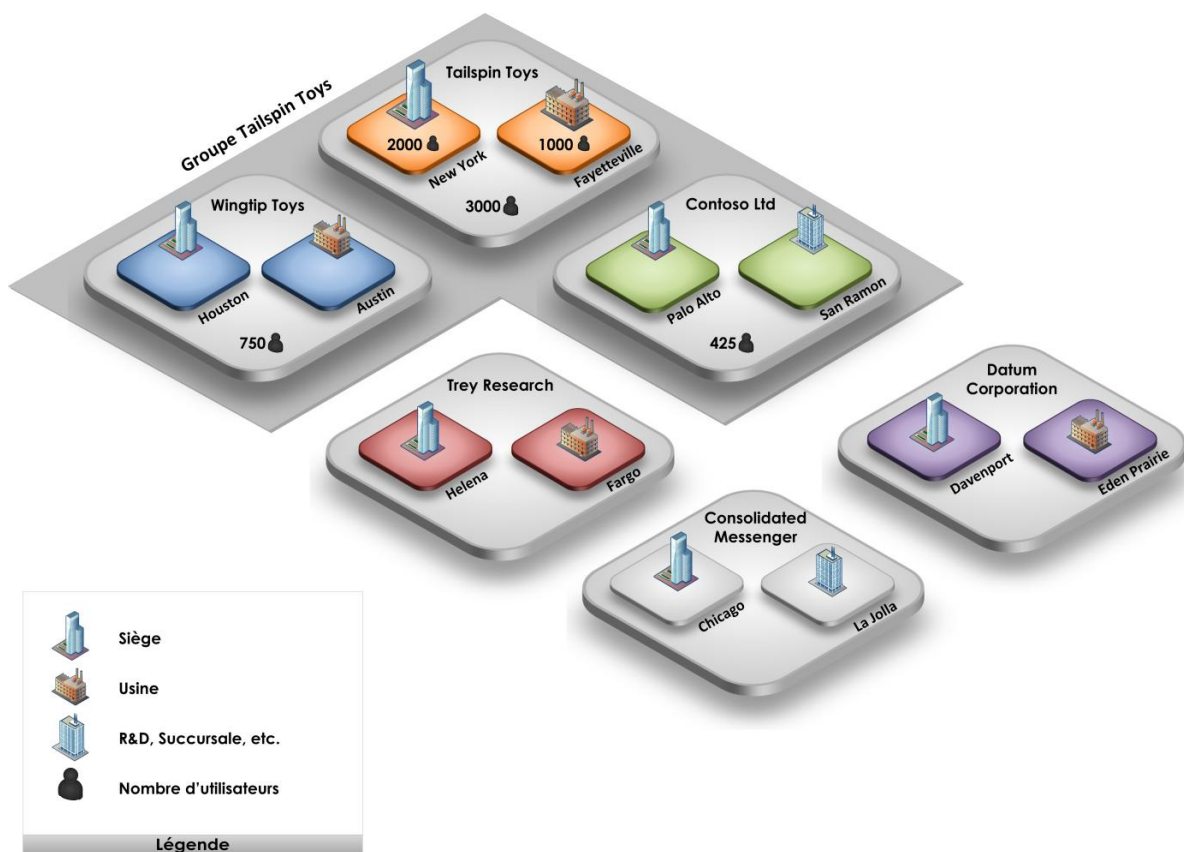 Groupe Tailspin Toys
Tailspin Toys
2000
New York
1000
Fayetteville
3000
Wingtip Toys
Houston
Austin
750
Contoso Ltd
Palo Alto
San Ramon
425
Trey Research
Helena
Fargo
Datum
Corporation
Davenport
Eden Prairie
Consolidated
Messenger
Chicago
La Jolla
Siège
Usine
R&D, Succursale, etc.
Nombre d'utilisateurs
Légende